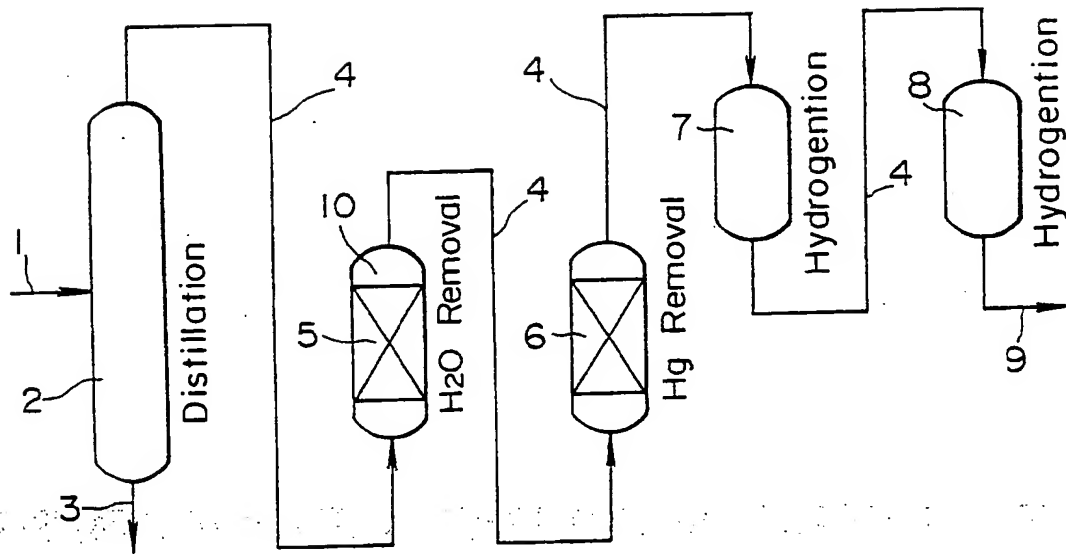 1
2
3
Distillation
4
10
5
H2O Removal
4
4
6
Hg Removal
7
Hydrogention
4
8
Hydrogention
9